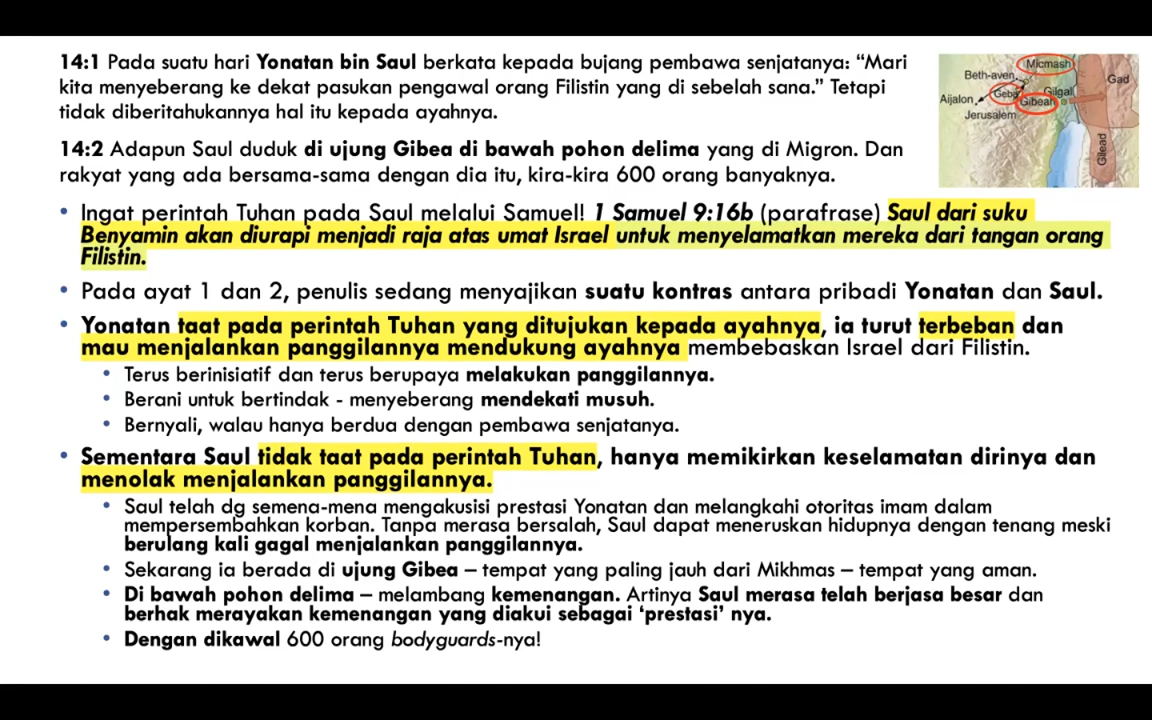 14:1 Pada suatu hari Yonatan bin Saul berkata kepada bujang pembawa senjatanya: “Mari
kita menyeberang ke dekat pasukan pengawal orang Filistin yang di sebelah sana.” Tetapi
tidak diberitahukannya hal itu kepada ayahnya.
14:2 Adapun Saul duduk di ujung Gibea di bawah pohon delima yang di Migron. Dan
rakyat yang ada bersama-sama dengan dia itu, kira-kira 600 orang banyaknya.
Micmash
Beth-aven
Gad
Geba
Gilgal
Aijalon
Gibeah
Jerusalem
Gilead
• Ingat perintah Tuhan pada Saul melalui Samuel! 1 Samuel 9:16b (parafrase) Saul dari suku
Benyamin akan diurapi menjadi raja atas umat Israel untuk menyelamatkan mereka dari tangan orang
Filistin.
• Pada ayat 1 dan 2, penulis sedang menyajikan suatu kontras antara pribadi Yonatan dan Saul.
• Yonatan taat pada perintah Tuhan yang ditujukan kepada ayahnya, ia turut terbeban dan
mau menjalankan panggilannya mendukung ayahnya membebaskan Israel dari Filistin.
• Terus berinisiatif dan terus berupaya melakukan panggilannya.
• Berani untuk bertindak - menyeberang mendekati musuh.
• Bernyali, walau hanya berdua dengan pembawa senjatanya.
• Sementara Saul tidak taat pada perintah Tuhan, hanya memikirkan keselamatan dirinya dan
menolak menjalankan panggilannya.
• Saul telah dg semena-mena mengakusisi prestasi Yonatan dan melangkahi otoritas imam dalam
mempersembahkan korban. Tanpa merasa bersalah, Saul dapat meneruskan hidupnya dengan tenang meski
berulang kali gagal menjalankan panggilannya.
• Sekarang ia berada di ujung Gibea – tempat yang paling jauh dari Mikhmas – tempat yang aman.
• Di bawah pohon delima – melambang kemenangan. Artinya Saul merasa telah berjasa besar dan
berhak merayakan kemenangan yang diakui sebagai ‘prestasi’ nya.
• Dengan dikawal 600 orang bodyguards-nya!